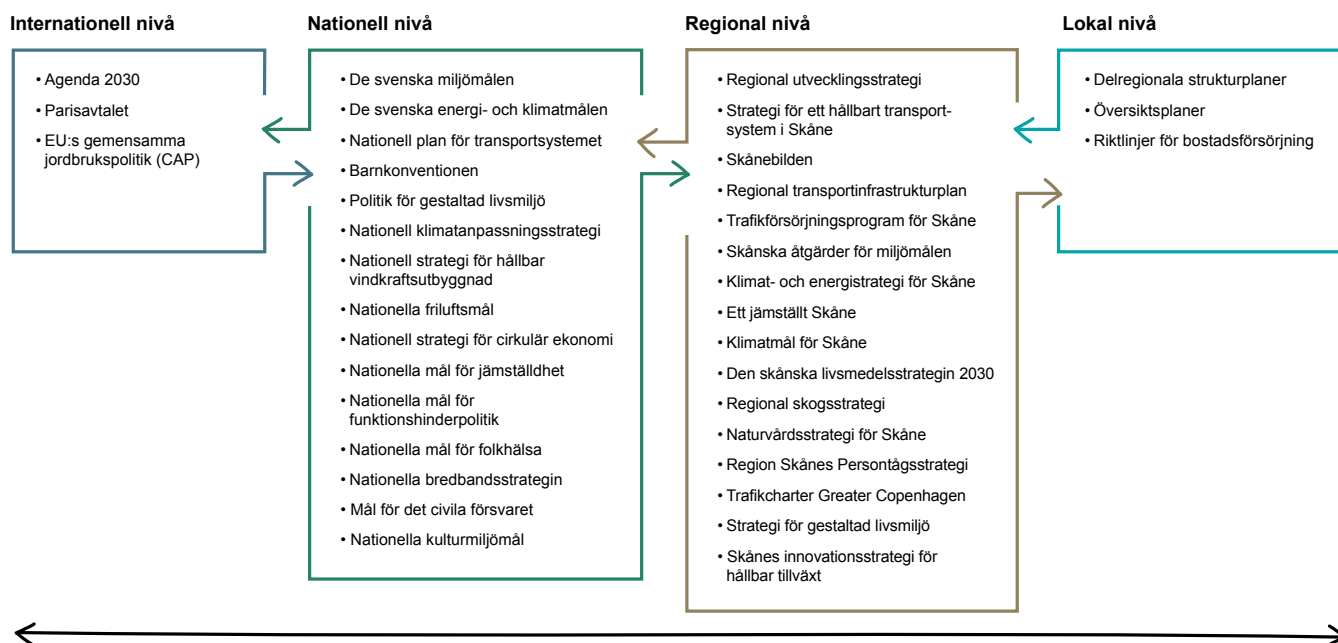 Internationell nivå
• Agenda 2030
• Parisavtalet
• EU:s gemensamma
jordbrukspolitik (CAP)
Nationell nivå
• De svenska miljömålen
• De svenska energi- och klimatmålen
• Nationell plan för transportsystemet
• Barnkonventionen
• Politik för gestaltad livsmiljö
• Nationell klimatanpassningsstrategi
• Nationell strategi för hållbar
vindkraftsutbyggnad
• Nationella friluftsmål
• Nationell strategi för cirkulär ekonomi
• Nationella mål för jämställdhet
• Nationella mål för
funktionshinderpolitik
• Nationella mål för folkhälsa
• Nationella bredbandsstrategin
• Mål för det civila försvaret
• Nationella kulturmiljömål
Regional nivå
• Regional utvecklingsstrategi
• Strategi för ett hållbart transport-
system i Skåne
• Skånebilden
• Regional transportinfrastrukturplan
• Trafikförsörjningsprogram för Skåne
• Skånska åtgärder för miljömålen
• Klimat- och energistrategi för Skåne
• Ett jämställt Skåne
• Klimatmål för Skåne
• Den skånska livsmedelsstrategin 2030
• Regional skogsstrategi
• Naturvårdsstrategi för Skåne
• Region Skånes Persontågsstrategi
• Trafikcharter Greater Copenhagen
• Strategi för gestaltad livsmiljö
• Skånes innovationsstrategi för
hållbar tillväxt
Lokal nivå
• Delregionala strukturplaner
• Översiktsplaner
• Riktlinjer för bostadsförsörjning